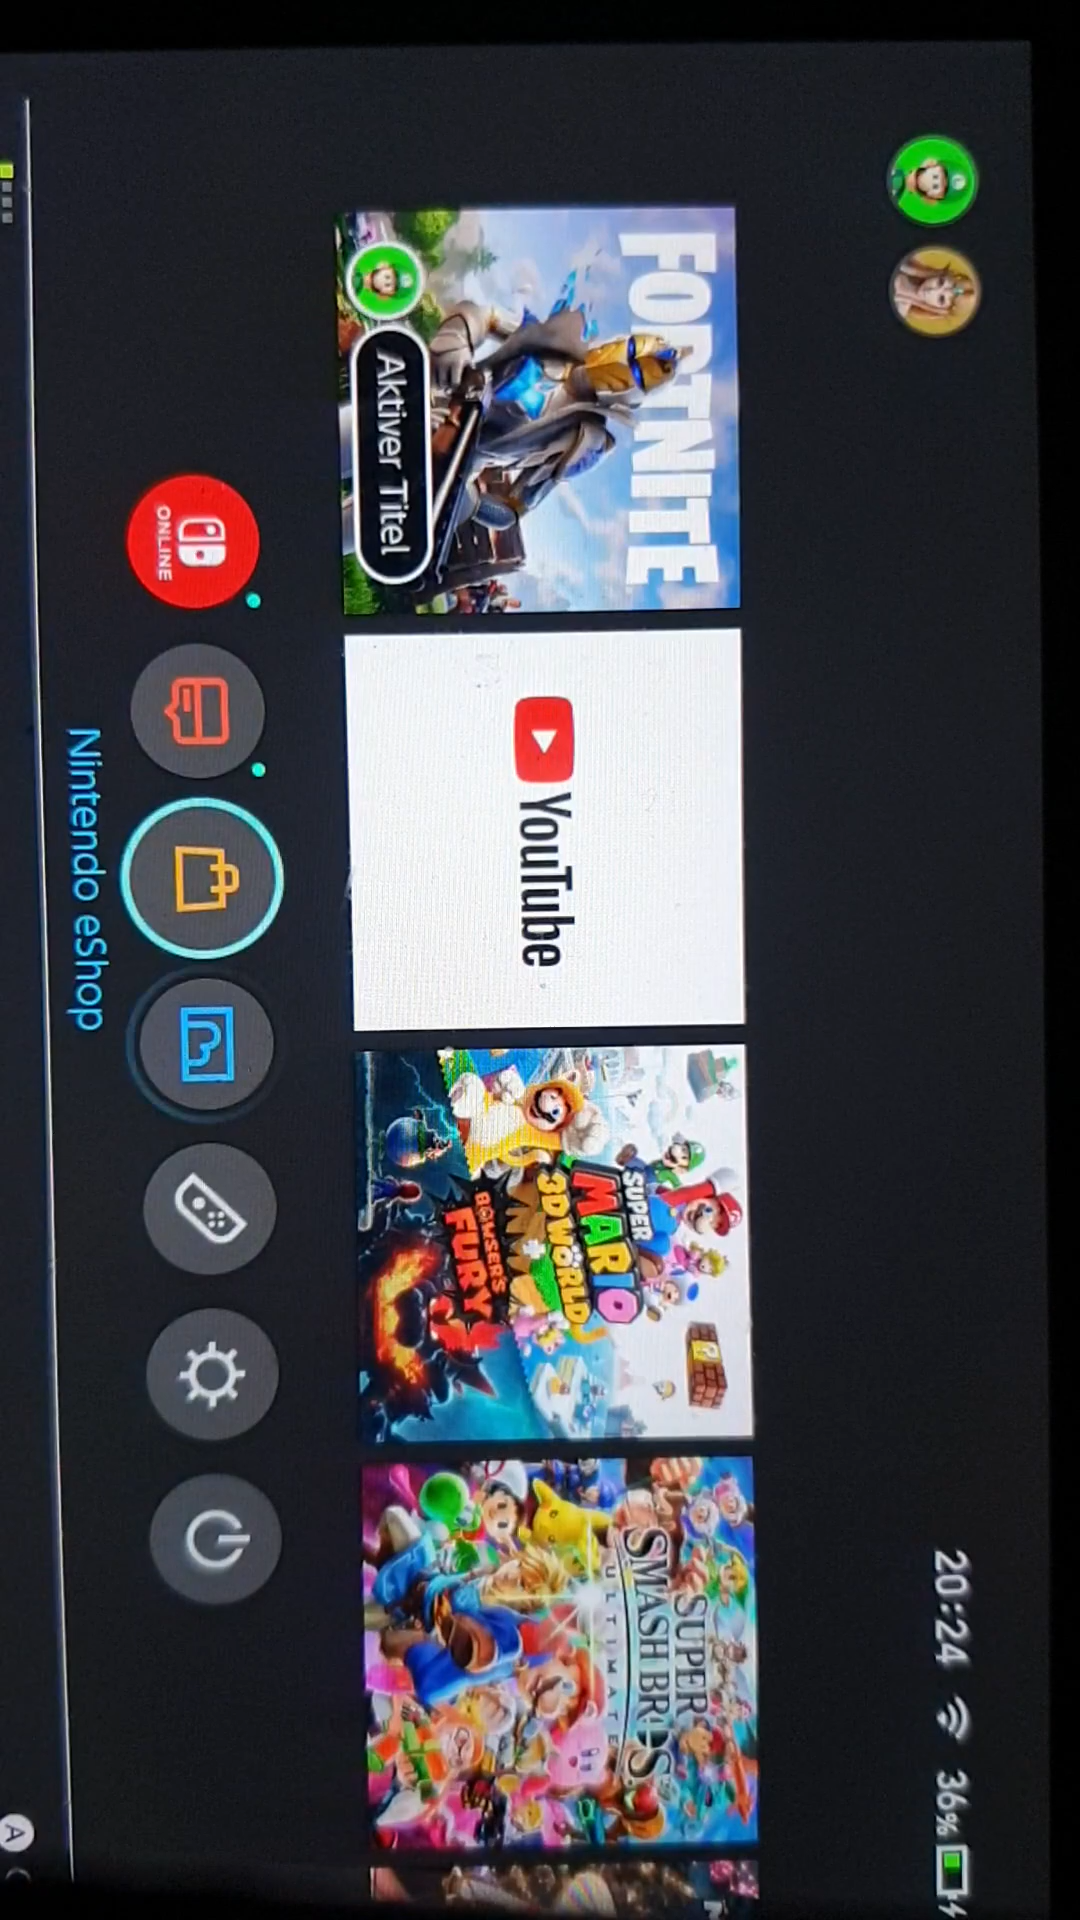 20:24 36%
FORTNITE
Aktiver Titel
YouTube
SUPER
MARIO
3D WORLD
+
BOWSER'S
FURY
SUPER
SMASH BROS.
ULTIMATE
ONLINE
Nintendo eShop
A